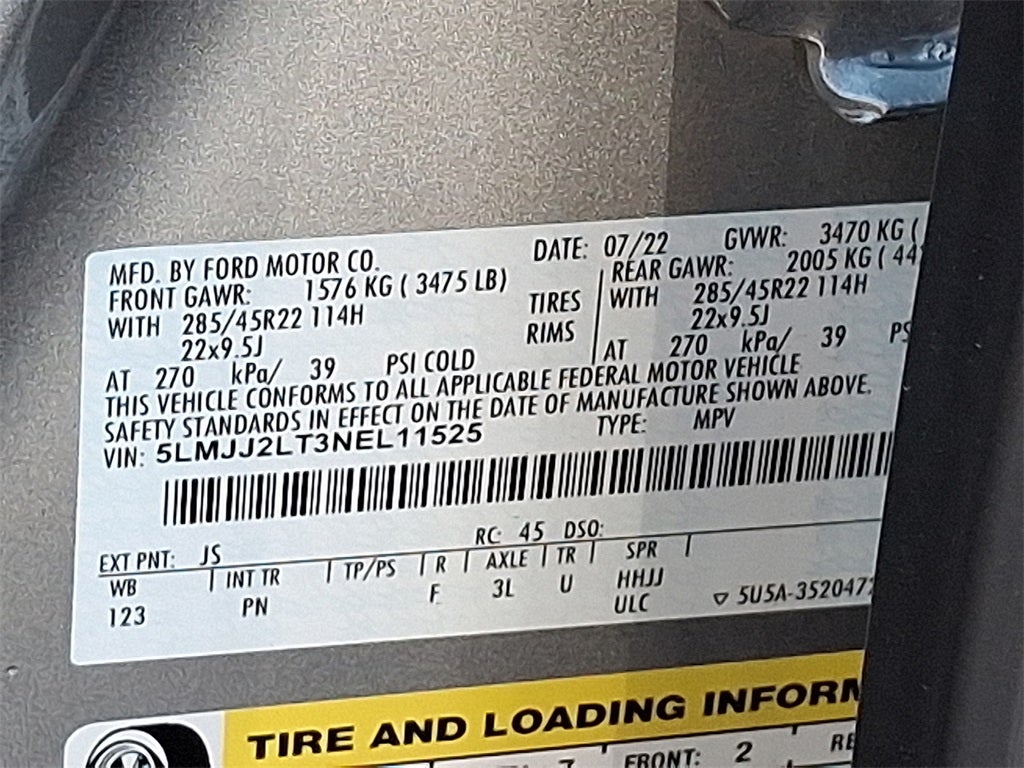 MFD. BY FORD MOTOR CO. DATE: 07/22 GVWR: 3470 KG (
FRONT GAWR: 1576 KG ( 3475 LB) REAR GAWR: 2005 KG ( 44
WITH 285/45R22 114H TIRES WITH 285/45R22 114H
22x9.5J RIMS 22x9.5J
AT 270 kPa/ 39 PSI COLD AT 270 kPa/ 39 PS
THIS VEHICLE CONFORMS TO ALL APPLICABLE FEDERAL MOTOR VEHICLE
SAFETY STANDARDS IN EFFECT ON THE DATE OF MANUFACTURE SHOWN ABOVE.
VIN: 5LMJJ2LT3NEL11525 TYPE: MPV
EXT PNT: JS RC: 45 DSO:
WB INT TR TP/PS R AXLE TR SPR
123 PN F 3L U HHJJ
ULC ▽ 5U5A-3520472
TIRE AND LOADING INFORM
FRONT: 2 RE